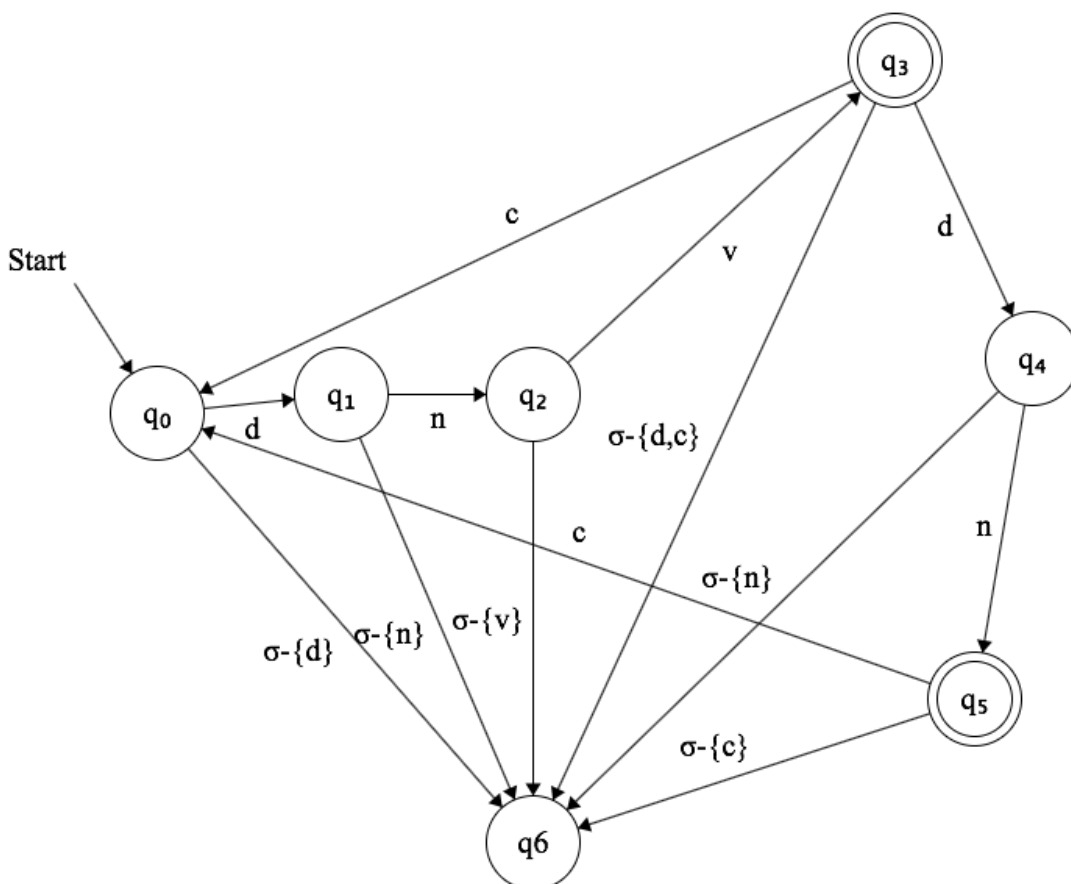 q₃
c
d
v
Start
q₄
q₁
q₂
q₀
n
d
σ-{d,c}
n
c
σ-{n}
σ-{v}
σ-{n}
σ-{d}
q₅
σ-{c}
q6